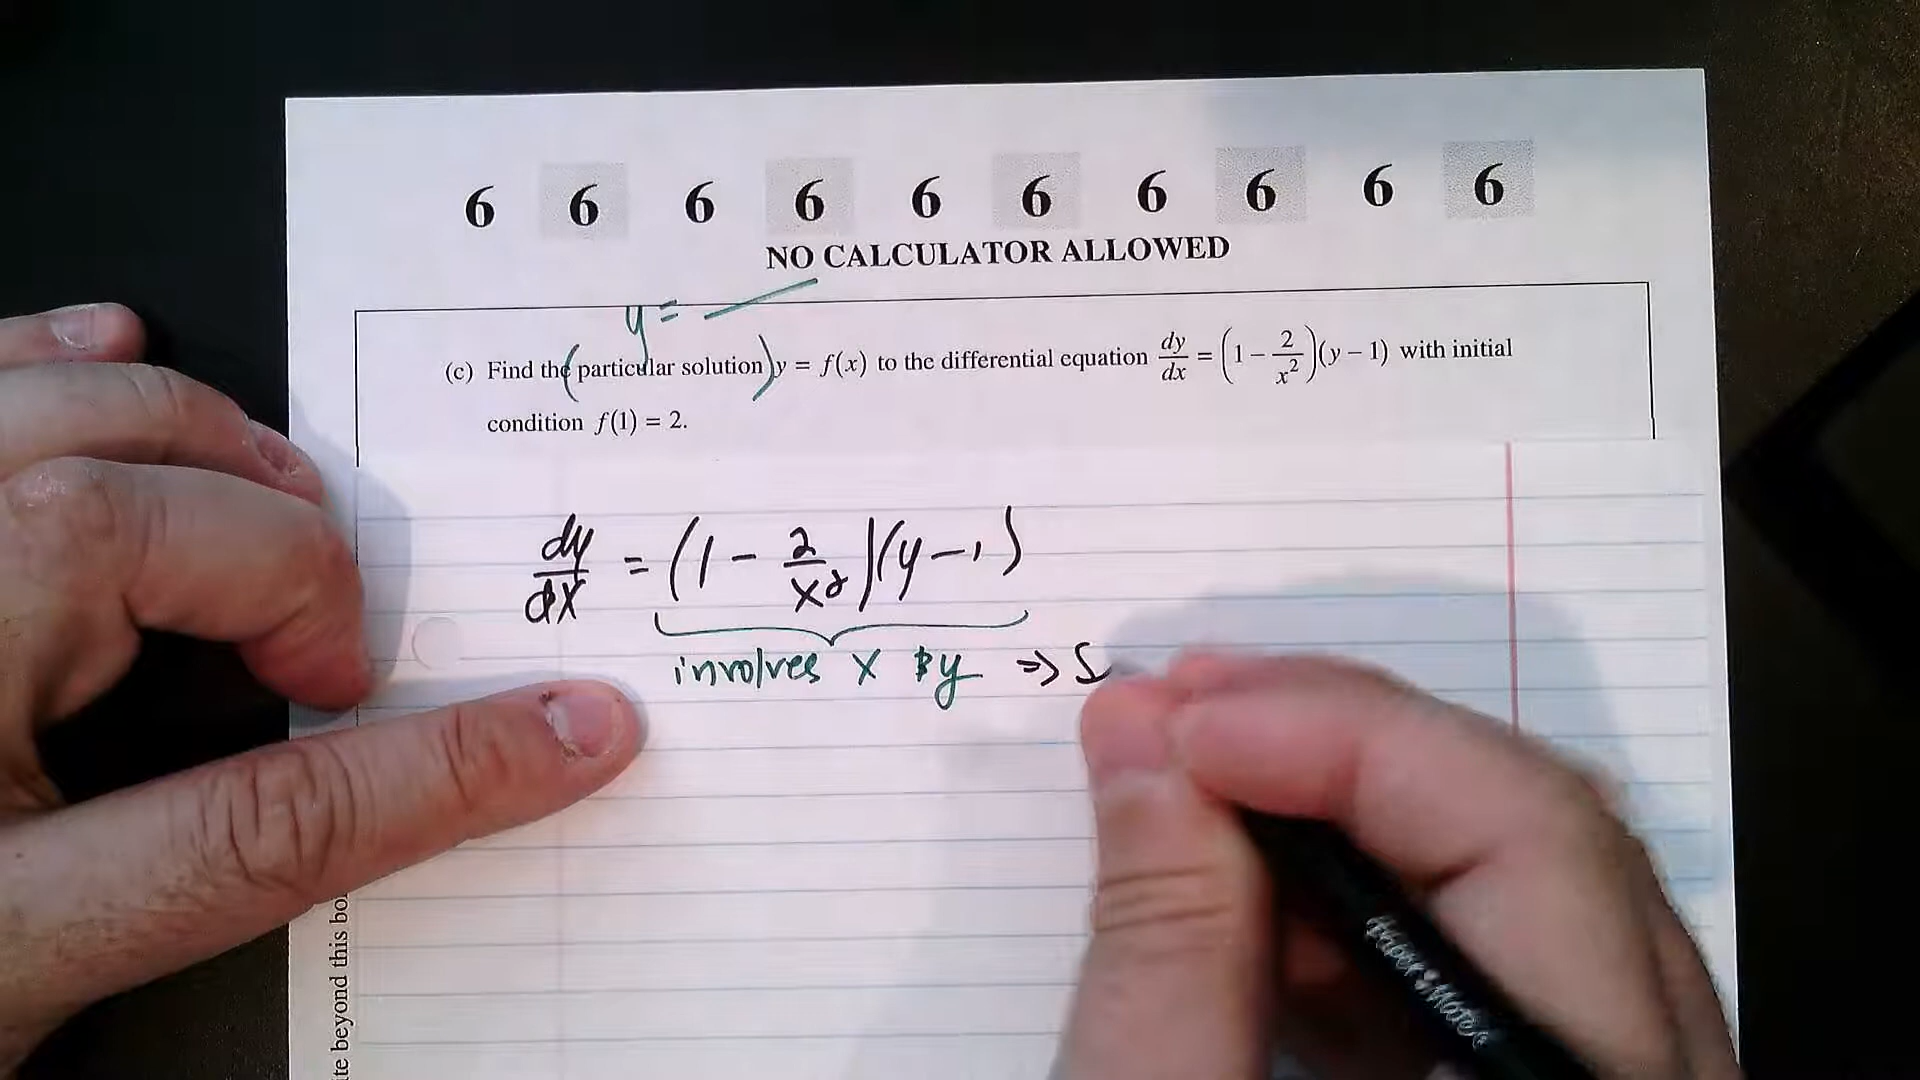 6 6 6 6 6 6 6 6 6 6
NO CALCULATOR ALLOWED
y =
(c) Find the (particular solution) y = f(x) to the differential equation dy/dx = (1 − 2/x²)(y − 1) with initial
condition f(1) = 2.
dy/dx = (1 − 2/x²)(y − 1)
involves x & y ⇒ S
Paper Mate
te beyond this bo